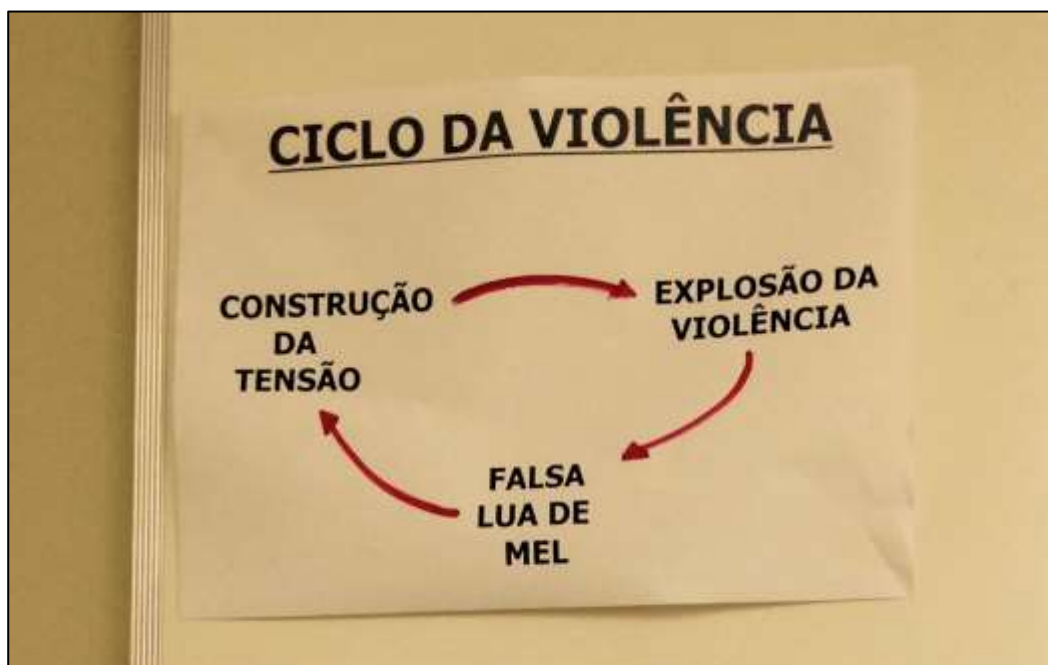 CICLO DA VIOLÊNCIA
CONSTRUÇÃO
DA
TENSÃO
EXPLOSÃO DA
VIOLÊNCIA
FALSA
LUA DE
MEL